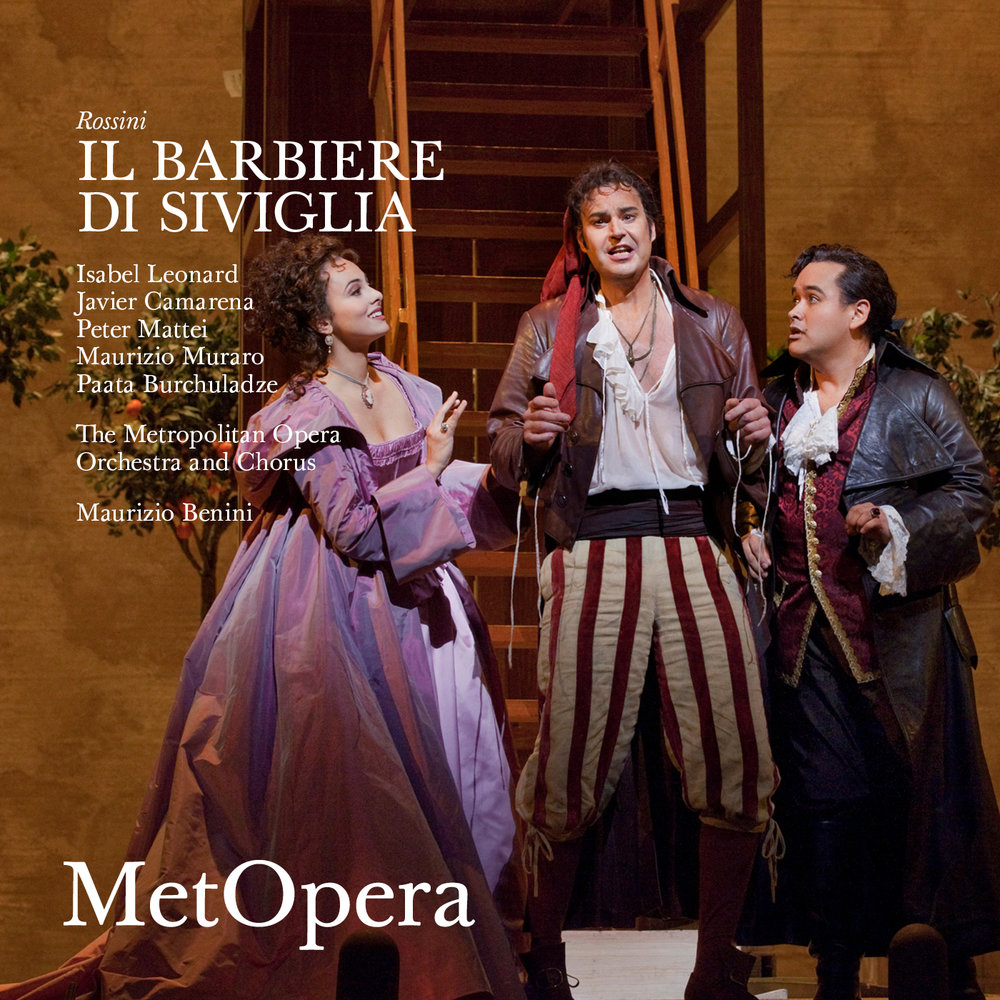 Rossini
IL BARBIERE
DI SIVIGLIA
Isabel Leonard
Javier Camarena
Peter Mattei
Maurizio Muraro
Paata Burchuladze
The Metropolitan Opera
Orchestra and Chorus
Maurizio Benini
MetOpera